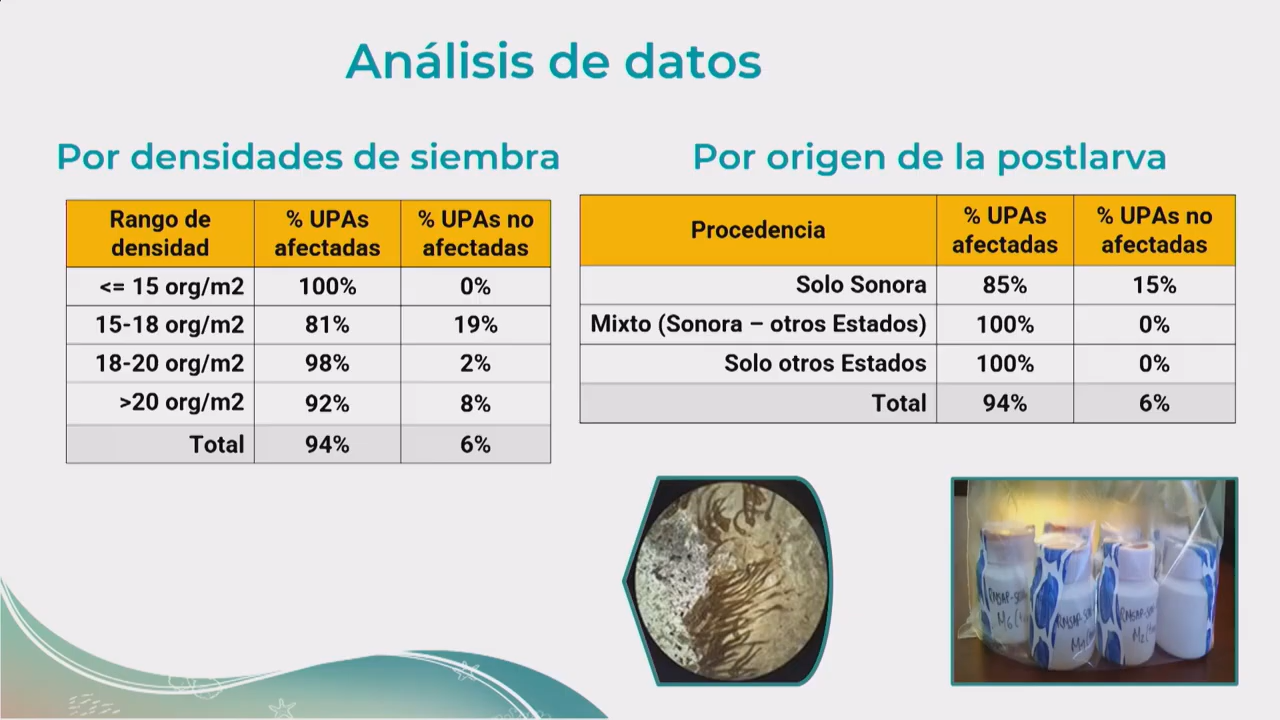 Análisis de datos
Por densidades de siembra
Rango de densidad % UPAs afectadas % UPAs no afectadas
<= 15 org/m2 100% 0%
15-18 org/m2 81% 19%
18-20 org/m2 98% 2%
>20 org/m2 92% 8%
Total 94% 6%
Por origen de la postlarva
Procedencia % UPAs afectadas % UPAs no afectadas
Solo Sonora 85% 15%
Mixto (Sonora – otros Estados) 100% 0%
Solo otros Estados 100% 0%
Total 94% 6%